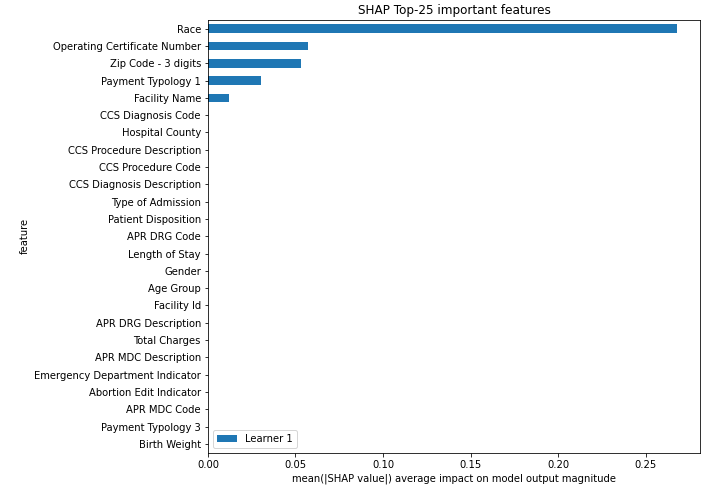 SHAP Top-25 important features
Race
Operating Certificate Number
Zip Code - 3 digits
Payment Typology 1
Facility Name
CCS Diagnosis Code
Hospital County
CCS Procedure Description
CCS Procedure Code
CCS Diagnosis Description
Type of Admission
Patient Disposition
APR DRG Code
Length of Stay
Gender
Age Group
Facility Id
APR DRG Description
Total Charges
APR MDC Description
Emergency Department Indicator
Abortion Edit Indicator
APR MDC Code
Payment Typology 3
Birth Weight
feature
Learner 1
0.00 0.05 0.10 0.15 0.20 0.25
mean(|SHAP value|) average impact on model output magnitude